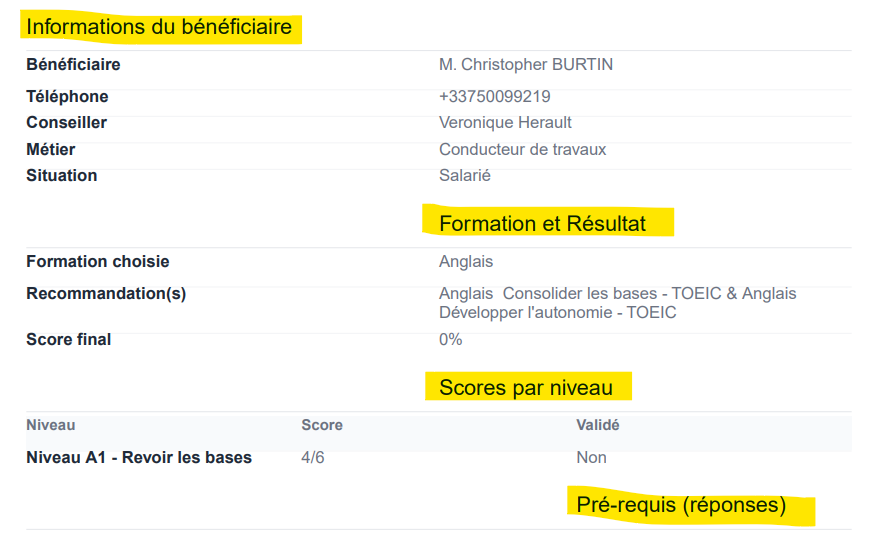 Informations du bénéficiaire
Bénéficiaire M. Christopher BURTIN
Téléphone +33750099219
Conseiller Veronique Herault
Métier Conducteur de travaux
Situation Salarié
Formation et Résultat
Formation choisie Anglais
Recommandation(s) Anglais  Consolider les bases - TOEIC & Anglais
Développer l'autonomie - TOEIC
Score final 0%
Scores par niveau
Niveau Score Validé
Niveau A1 - Revoir les bases 4/6 Non
Pré-requis (réponses)